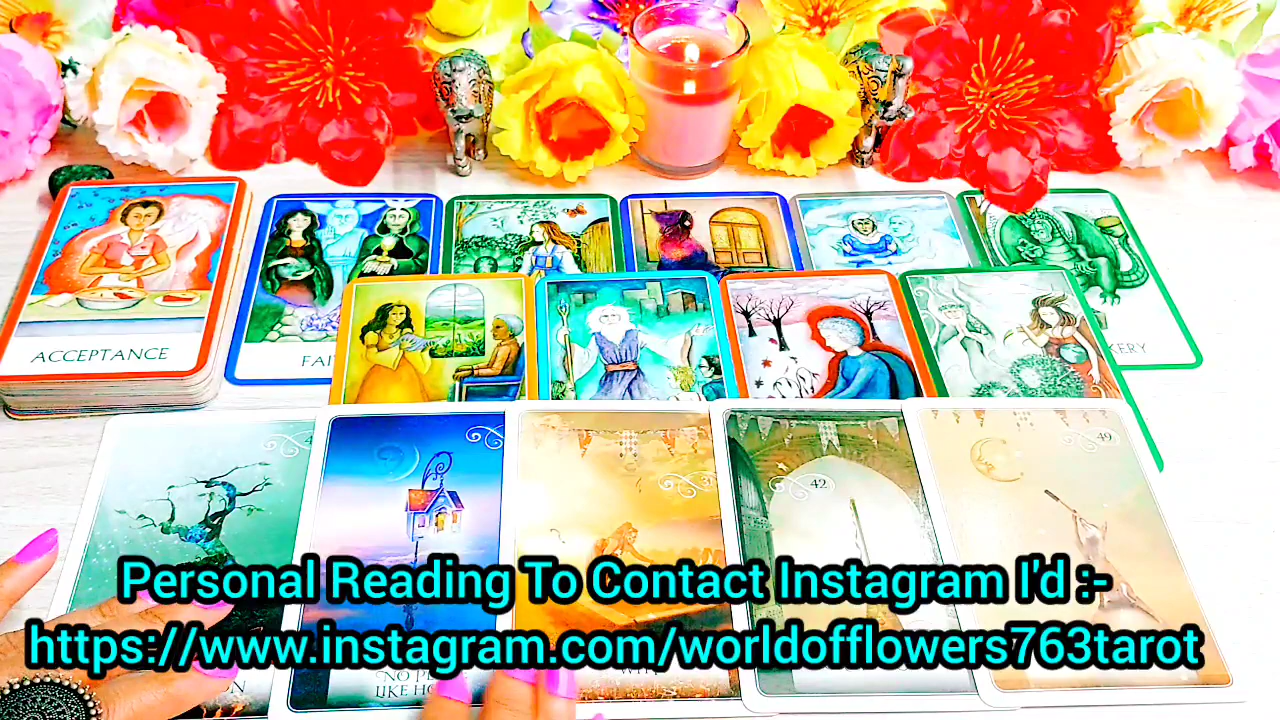 ACCEPTANCE
FAI
KERY
49
42
Personal Reading To Contact Instagram I'd :-
https://www.instagram.com/worldofflowers763tarot
NO PL
LIKE HO